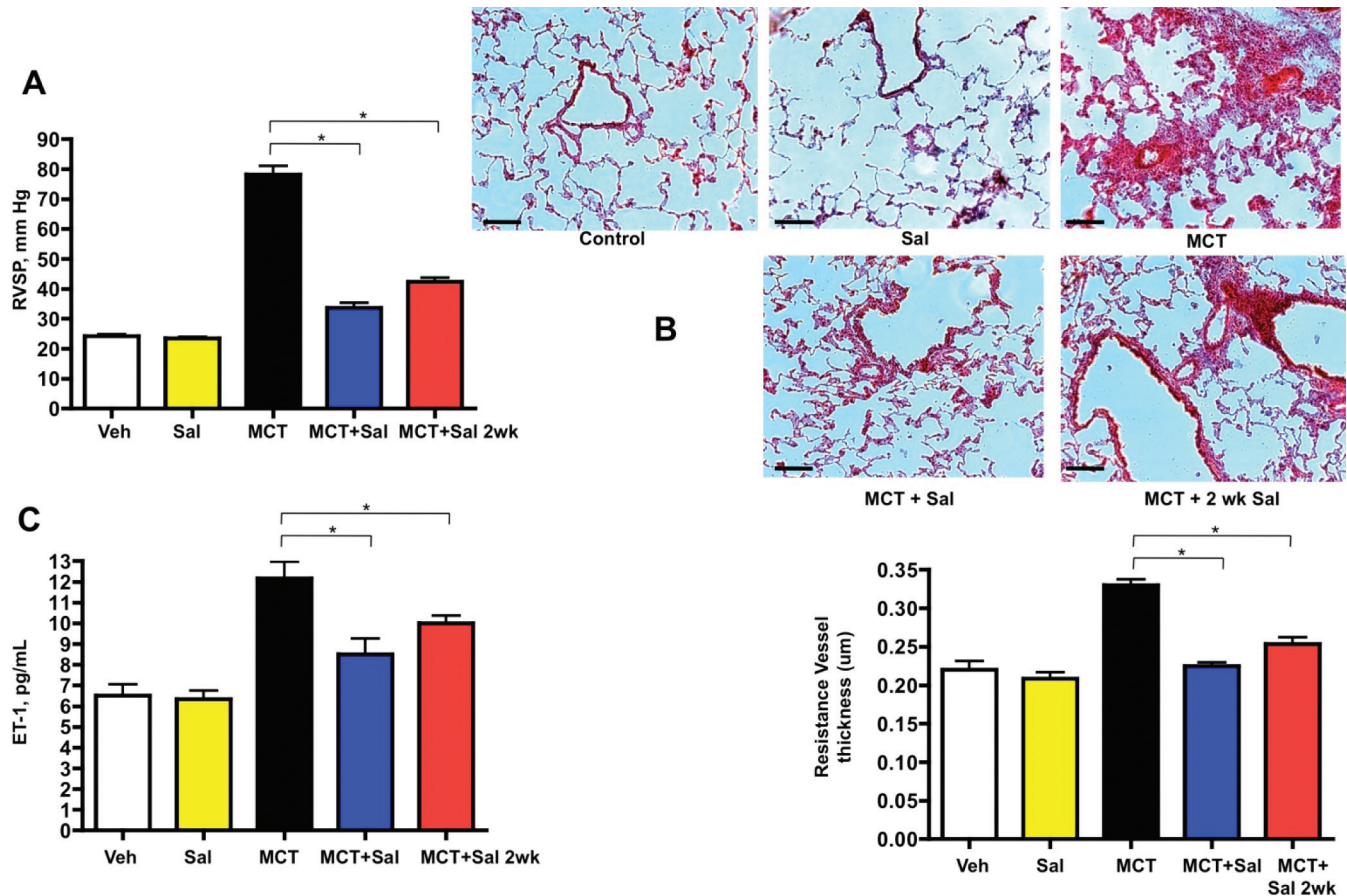 A
RVSP, mm Hg
90
80
70
60
50
40
30
20
10
0
*
*
Veh
Sal
MCT
MCT+Sal
MCT+Sal 2wk
B
Control
Sal
MCT
MCT + Sal
MCT + 2 wk Sal
C
ET-1, pg/mL
13
12
11
10
9
8
7
6
5
4
3
2
1
0
*
*
Veh
Sal
MCT
MCT+Sal
MCT+Sal 2wk
Resistance Vessel
thickness (um)
0.35
0.30
0.25
0.20
0.15
0.10
0.05
0.00
*
*
Veh
Sal
MCT
MCT+Sal
MCT+
Sal 2wk